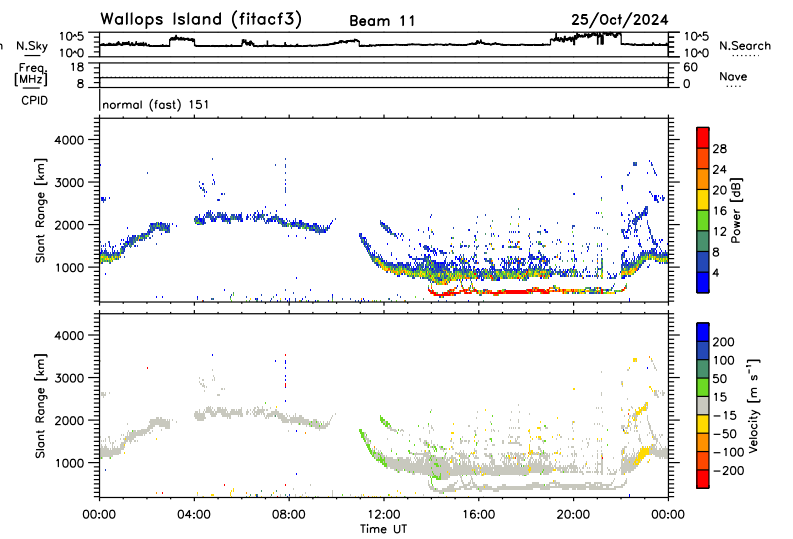 Wallops Island (fitacf3) Beam 11 25/Oct/2024
n N.Sky 10^5 10^0 10^5 10^0 N.Search
Freq. [MHz] 18 8 60 0 Nave
CPID normal (fast) 151
Slant Range [km] 4000 3000 2000 1000
Power [dB] 28 24 20 16 12 8 4
Slant Range [km] 4000 3000 2000 1000
Velocity [m s⁻¹] 200 100 50 15 −15 −50 −100 −200
00:00 04:00 08:00 12:00 16:00 20:00 00:00
Time UT